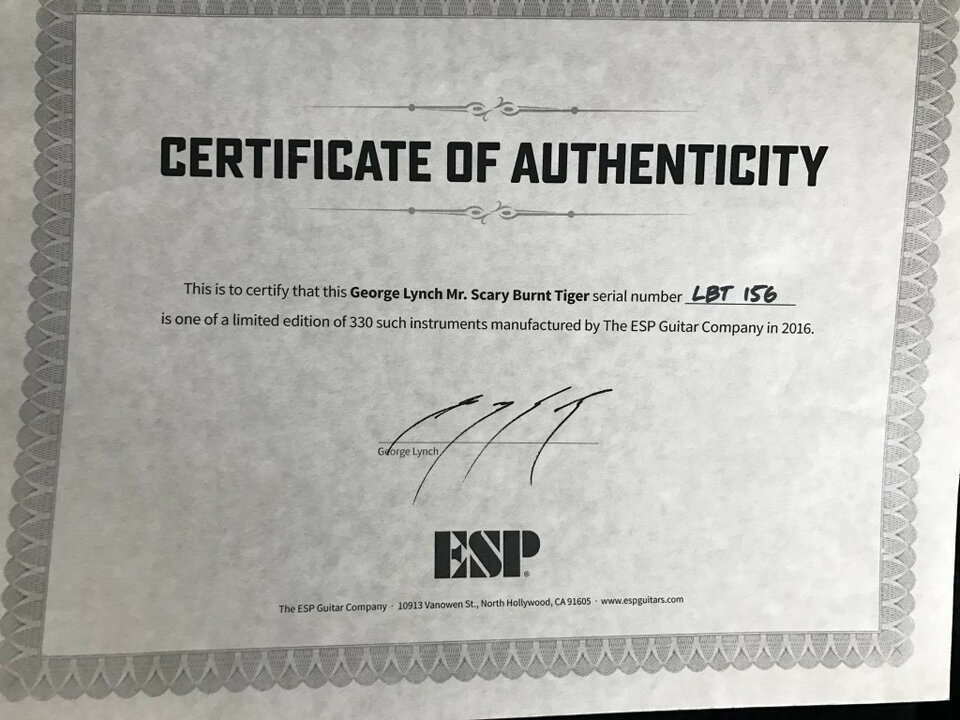 CERTIFICATE OF AUTHENTICITY
This is to certify that this George Lynch Mr. Scary Burnt Tiger serial number LBT 156
is one of a limited edition of 330 such instruments manufactured by The ESP Guitar Company in 2016.
George Lynch
ESP®
The ESP Guitar Company · 10913 Vanowen St., North Hollywood, CA 91605 · www.espguitars.com